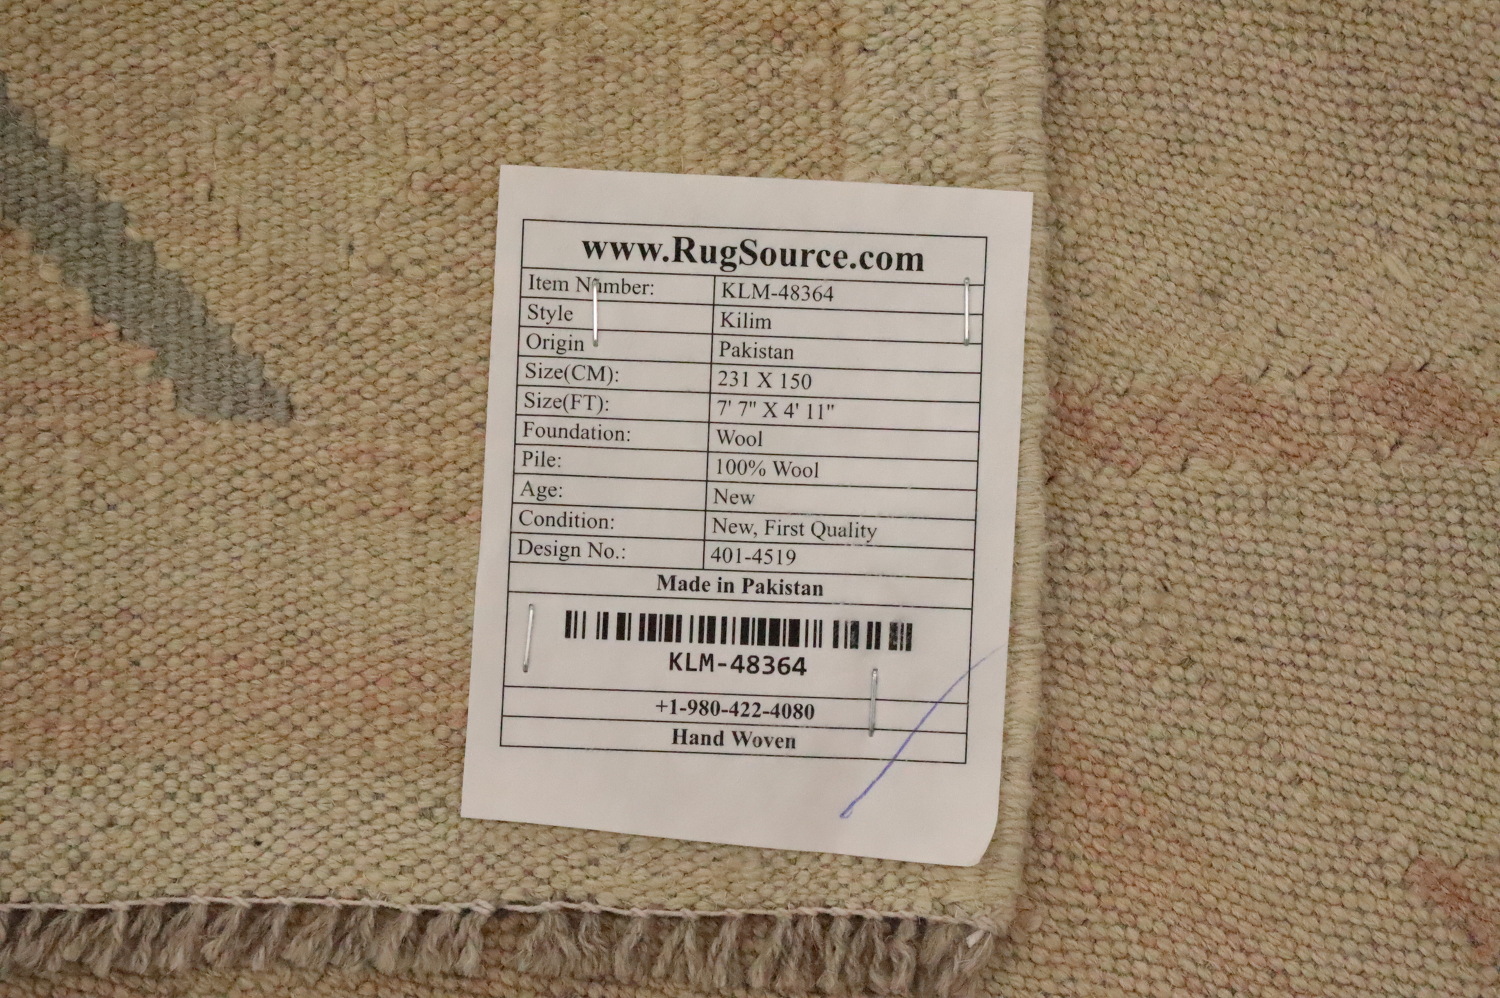 www.RugSource.com
Item Number: KLM-48364
Style Kilim
Origin Pakistan
Size(CM): 231 X 150
Size(FT): 7' 7" X 4' 11"
Foundation: Wool
Pile: 100% Wool
Age: New
Condition: New, First Quality
Design No.: 401-4519
Made in Pakistan
KLM-48364
+1-980-422-4080
Hand Woven